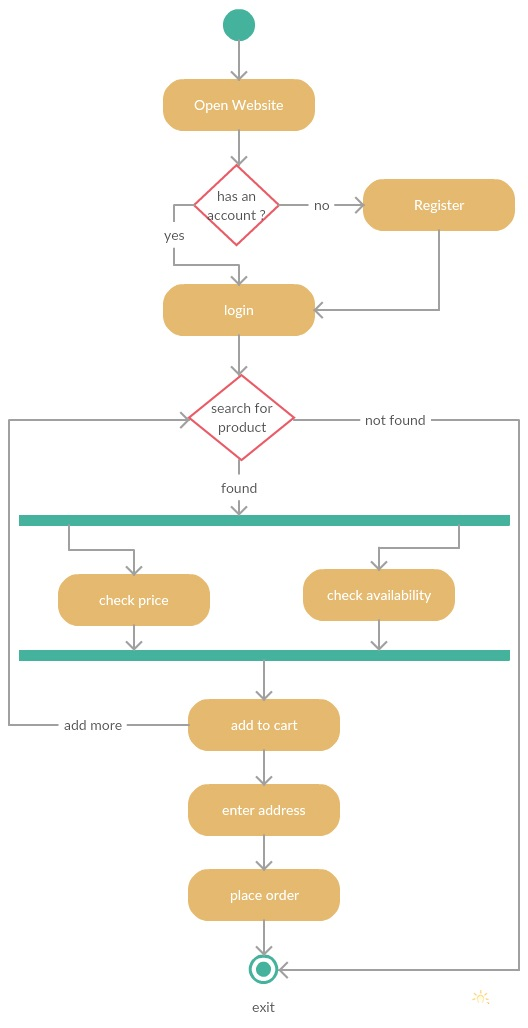 Open Website
has an
account ?
no
Register
yes
login
search for
product
not found
found
check price
check availability
add more
add to cart
enter address
place order
exit